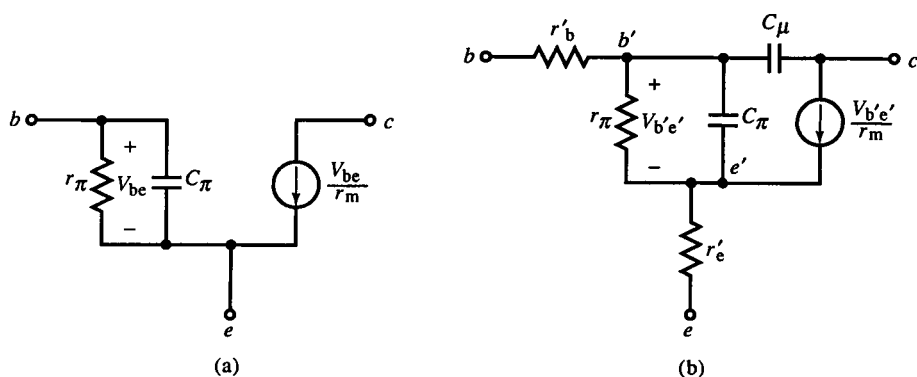 b
c
rπ
+
Vbe
−
Cπ
Vbe
rm
e
(a)
b
r′b
b′
Cμ
c
rπ
+
Vb′e′
−
Cπ
e′
Vb′e′
rm
r′e
e
(b)